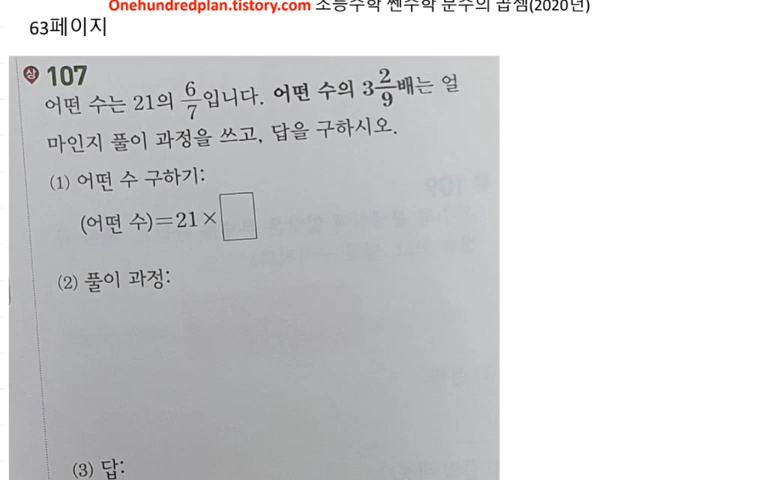 Onehundredplan.tistory.com 초등수학 쎈수학 분수의 곱셈(2020년)
63페이지
상 107
어떤 수는 21의 6/7입니다. 어떤 수의 3 2/9배는 얼
마인지 풀이 과정을 쓰고, 답을 구하시오.
(1) 어떤 수 구하기:
(어떤 수)=21×□
(2) 풀이 과정:
(3) 답: